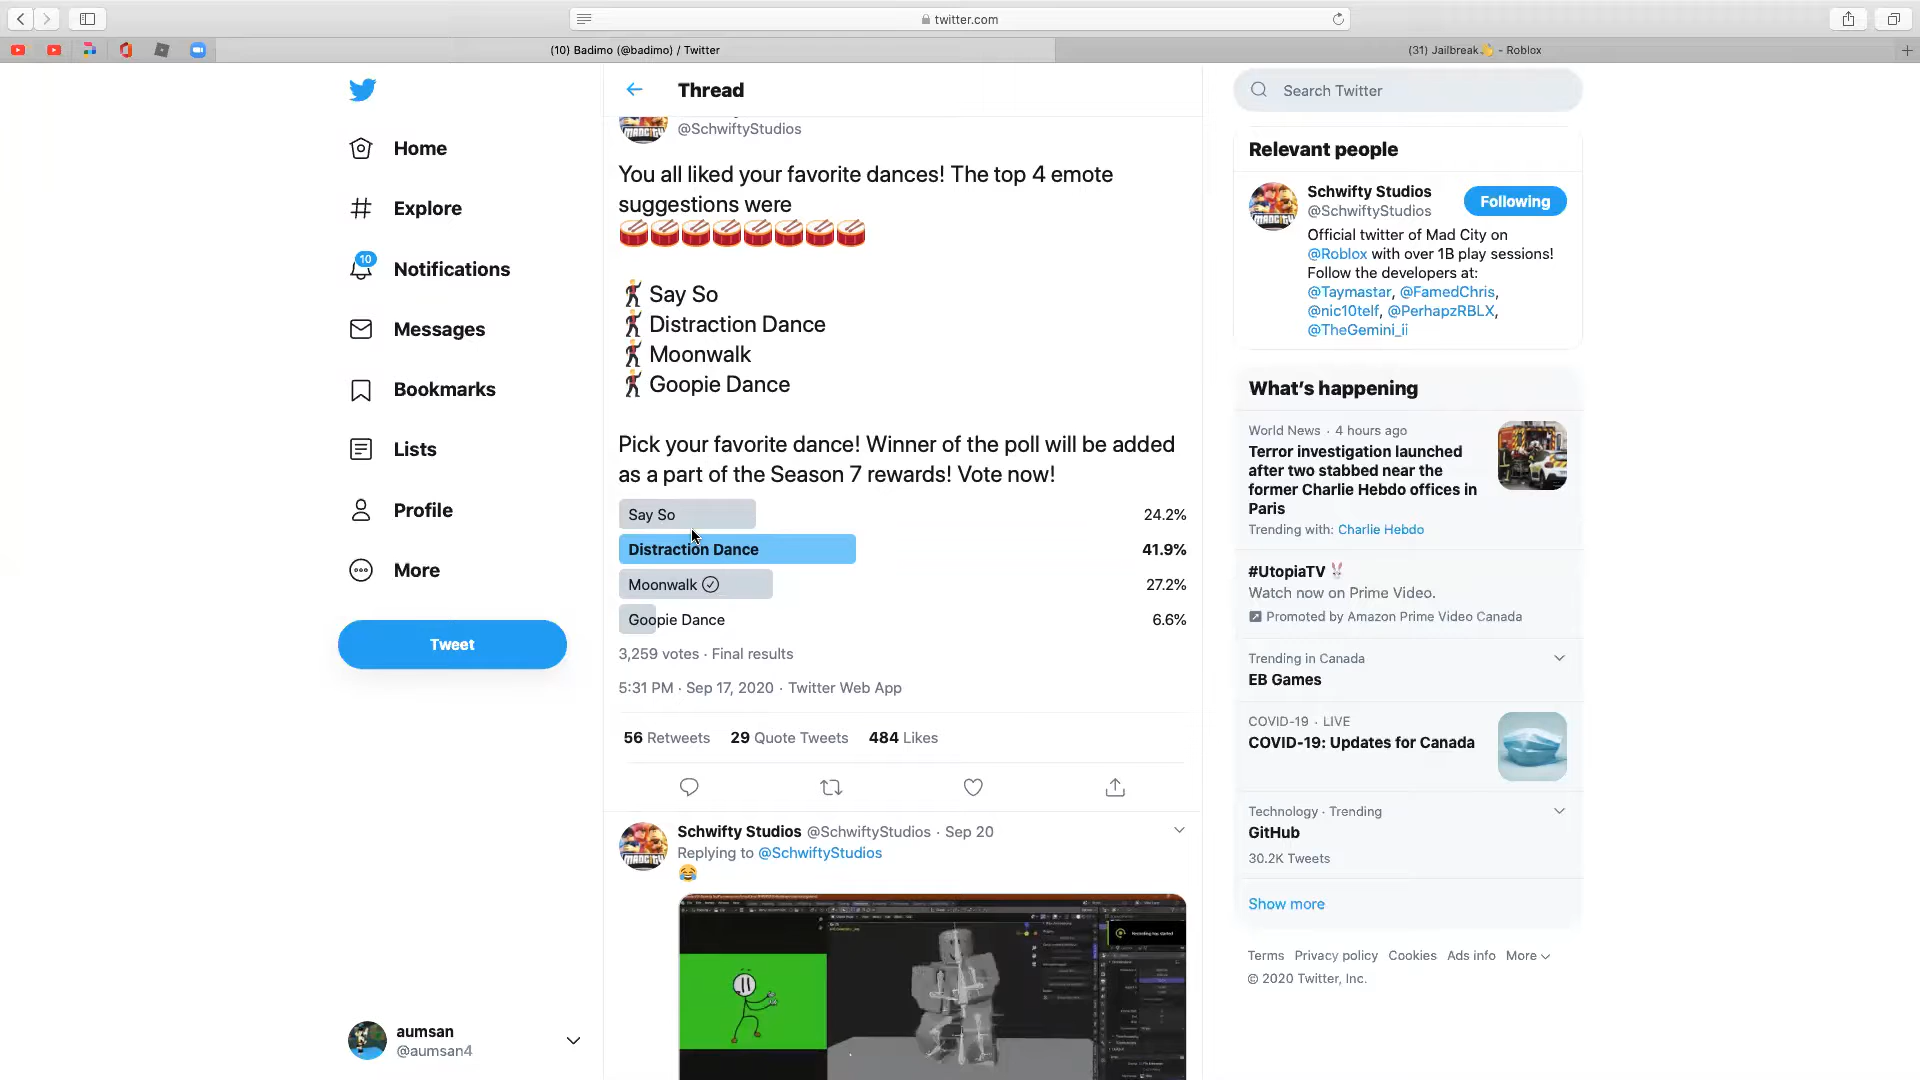 twitter.com
(10) Badimo (@badimo) / Twitter
(31) Jailbreak👋 - Roblox
Home
Explore
10
Notifications
Messages
Bookmarks
Lists
Profile
More
Tweet
aumsan
@aumsan4
Thread
@SchwiftyStudios
You all liked your favorite dances! The top 4 emote
suggestions were
🥁🥁🥁🥁🥁🥁🥁🥁
🕺 Say So
🕺 Distraction Dance
🕺 Moonwalk
🕺 Goopie Dance
Pick your favorite dance! Winner of the poll will be added
as a part of the Season 7 rewards! Vote now!
Say So 24.2%
Distraction Dance 41.9%
Moonwalk 27.2%
Goopie Dance 6.6%
3,259 votes · Final results
5:31 PM · Sep 17, 2020 · Twitter Web App
56 Retweets 29 Quote Tweets 484 Likes
Schwifty Studios @SchwiftyStudios · Sep 20
Replying to @SchwiftyStudios
😂
Search Twitter
Relevant people
Schwifty Studios
@SchwiftyStudios
Following
Official twitter of Mad City on
@Roblox with over 1B play sessions!
Follow the developers at:
@Taymastar, @FamedChris,
@nic10telf, @PerhapzRBLX,
@TheGemini_ii
What's happening
World News · 4 hours ago
Terror investigation launched
after two stabbed near the
former Charlie Hebdo offices in
Paris
Trending with: Charlie Hebdo
#UtopiaTV 🐰
Watch now on Prime Video.
Promoted by Amazon Prime Video Canada
Trending in Canada
EB Games
COVID-19 · LIVE
COVID-19: Updates for Canada
Technology · Trending
GitHub
30.2K Tweets
Show more
Terms Privacy policy Cookies Ads info More
© 2020 Twitter, Inc.